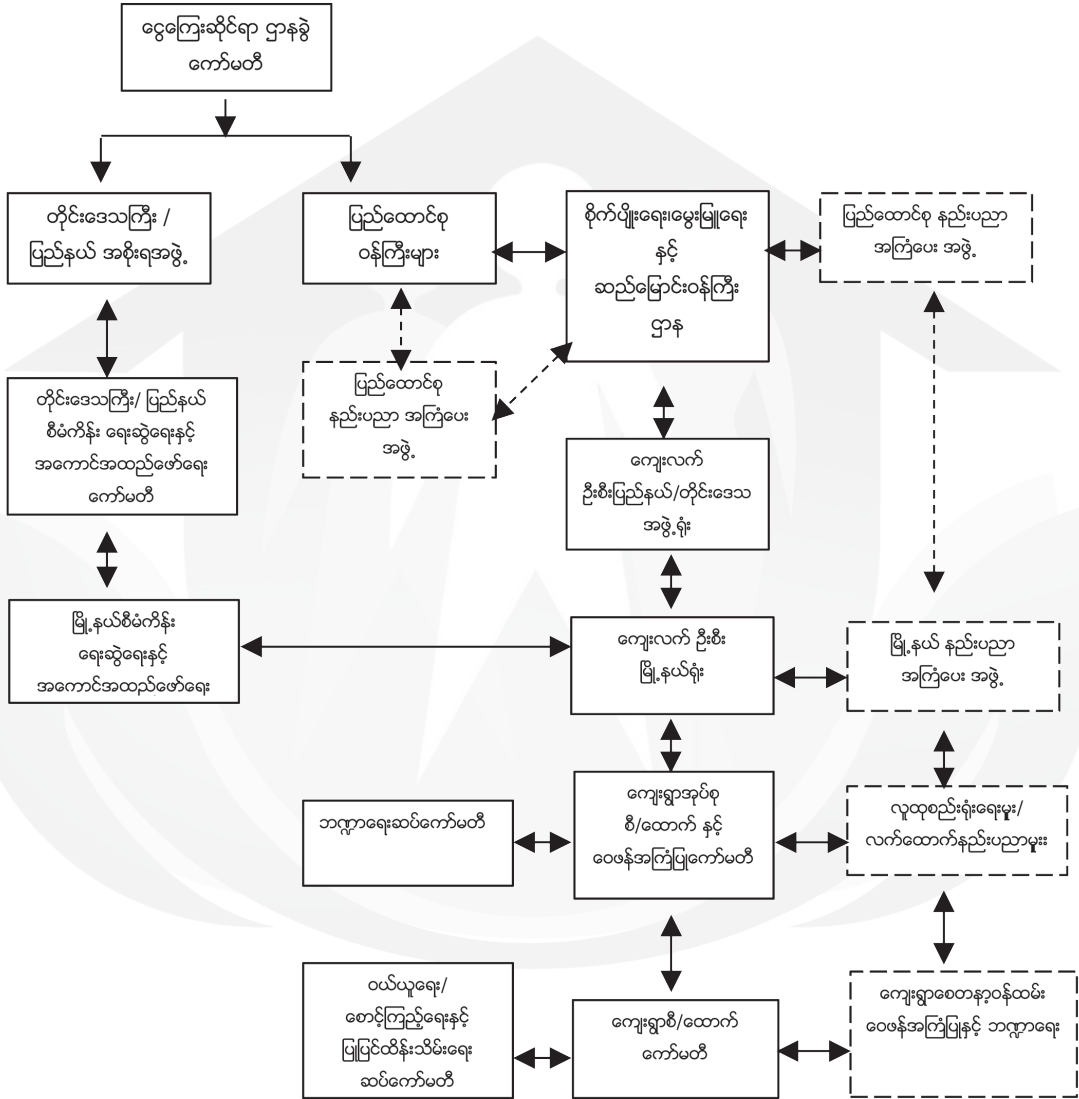 ငွေကြေးဆိုင်ရာ ဌာနခွဲ
ကော်မတီ
တိုင်းဒေသကြီး /
ပြည်နယ် အစိုးရအဖွဲ့
ပြည်ထောင်စု
ဝန်ကြီးများ
စိုက်ပျိုးရေး၊မွေးမြူရေး
နှင့်
ဆည်မြောင်းဝန်ကြီး
ဌာန
ပြည်ထောင်စု နည်းပညာ
အကြံပေး အဖွဲ့
ပြည်ထောင်စု
နည်းပညာ အကြံပေး
အဖွဲ့
တိုင်းဒေသကြီး/ ပြည်နယ်
စီမံကိန်း ရေးဆွဲရေးနှင့်
အကောင်အထည်ဖော်ရေး
ကော်မတီ
ကျေးလက်
ဦးစီးပြည်နယ်/တိုင်းဒေသ
အဖွဲ့ရုံး
မြို့နယ်စီမံကိန်း
ရေးဆွဲရေးနှင့်
အကောင်အထည်ဖော်ရေး
ကျေးလက် ဦးစီး
မြို့နယ်ရုံး
မြို့နယ် နည်းပညာ
အကြံပေး အဖွဲ့
ဘဏ္ဍာရေးဆပ်ကော်မတီ
ကျေးရွာအုပ်စု
စီ/ထောက် နှင့်
ဝေဖန်အကြံပြုကော်မတီ
လူထုစည်းရုံးရေးမှူး/
လက်ထောက်နည်းပညာမှူးး
ဝယ်ယူရေး/
စောင့်ကြည့်ရေးနှင့်
ပြုပြင်ထိန်းသိမ်းရေး
ဆပ်ကော်မတီ
ကျေးရွာစီ/ထောက်
ကော်မတီ
ကျေးရွာစေတနာ့ဝန်ထမ်း
ဝေဖန်အကြံပြုနှင့် ဘဏ္ဍာရေး